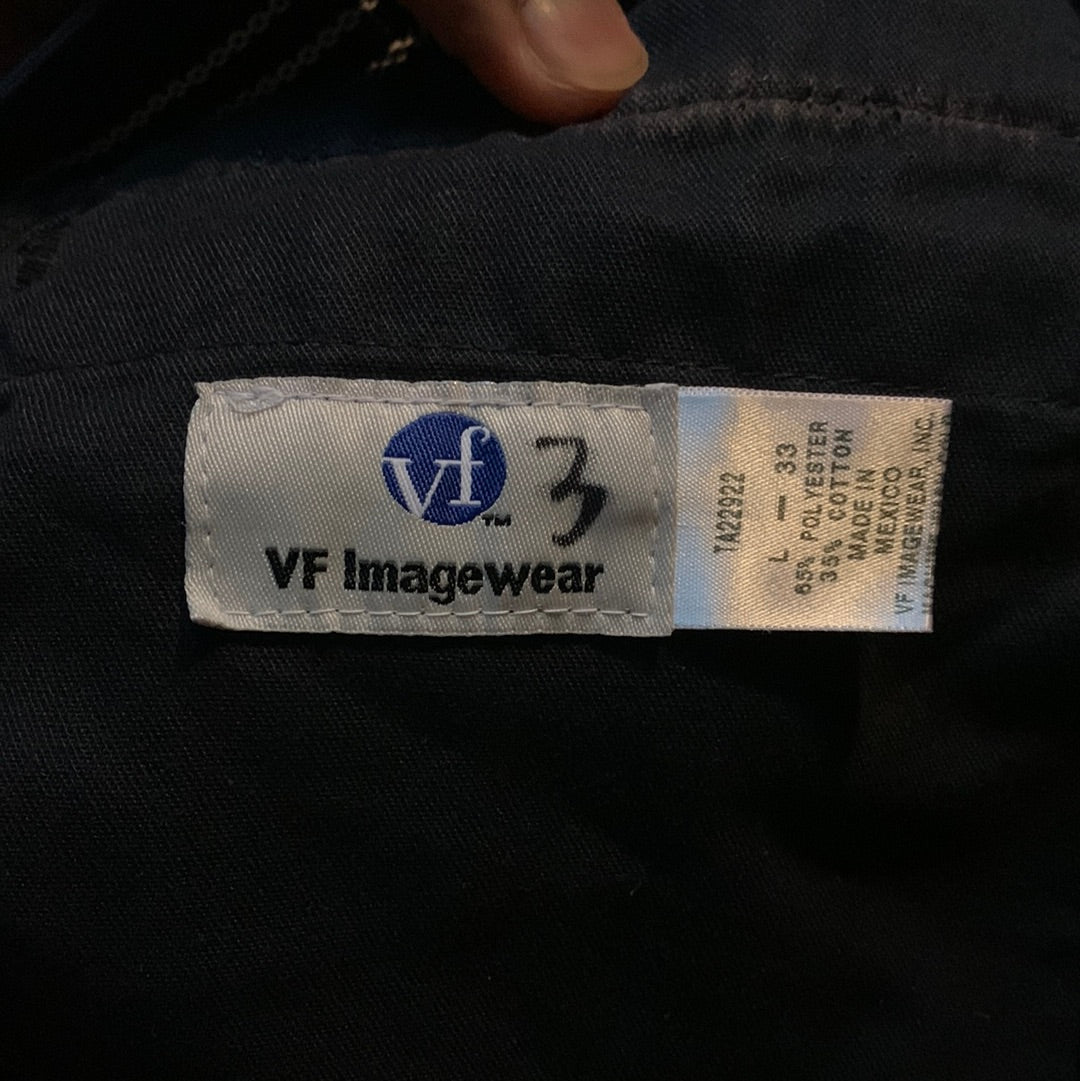 vf 3
TM
VF Imagewear
TA22922
L — 33
65% POLYESTER
35% COTTON
MADE IN
MEXICO
VF IMAGEWEAR, INC.